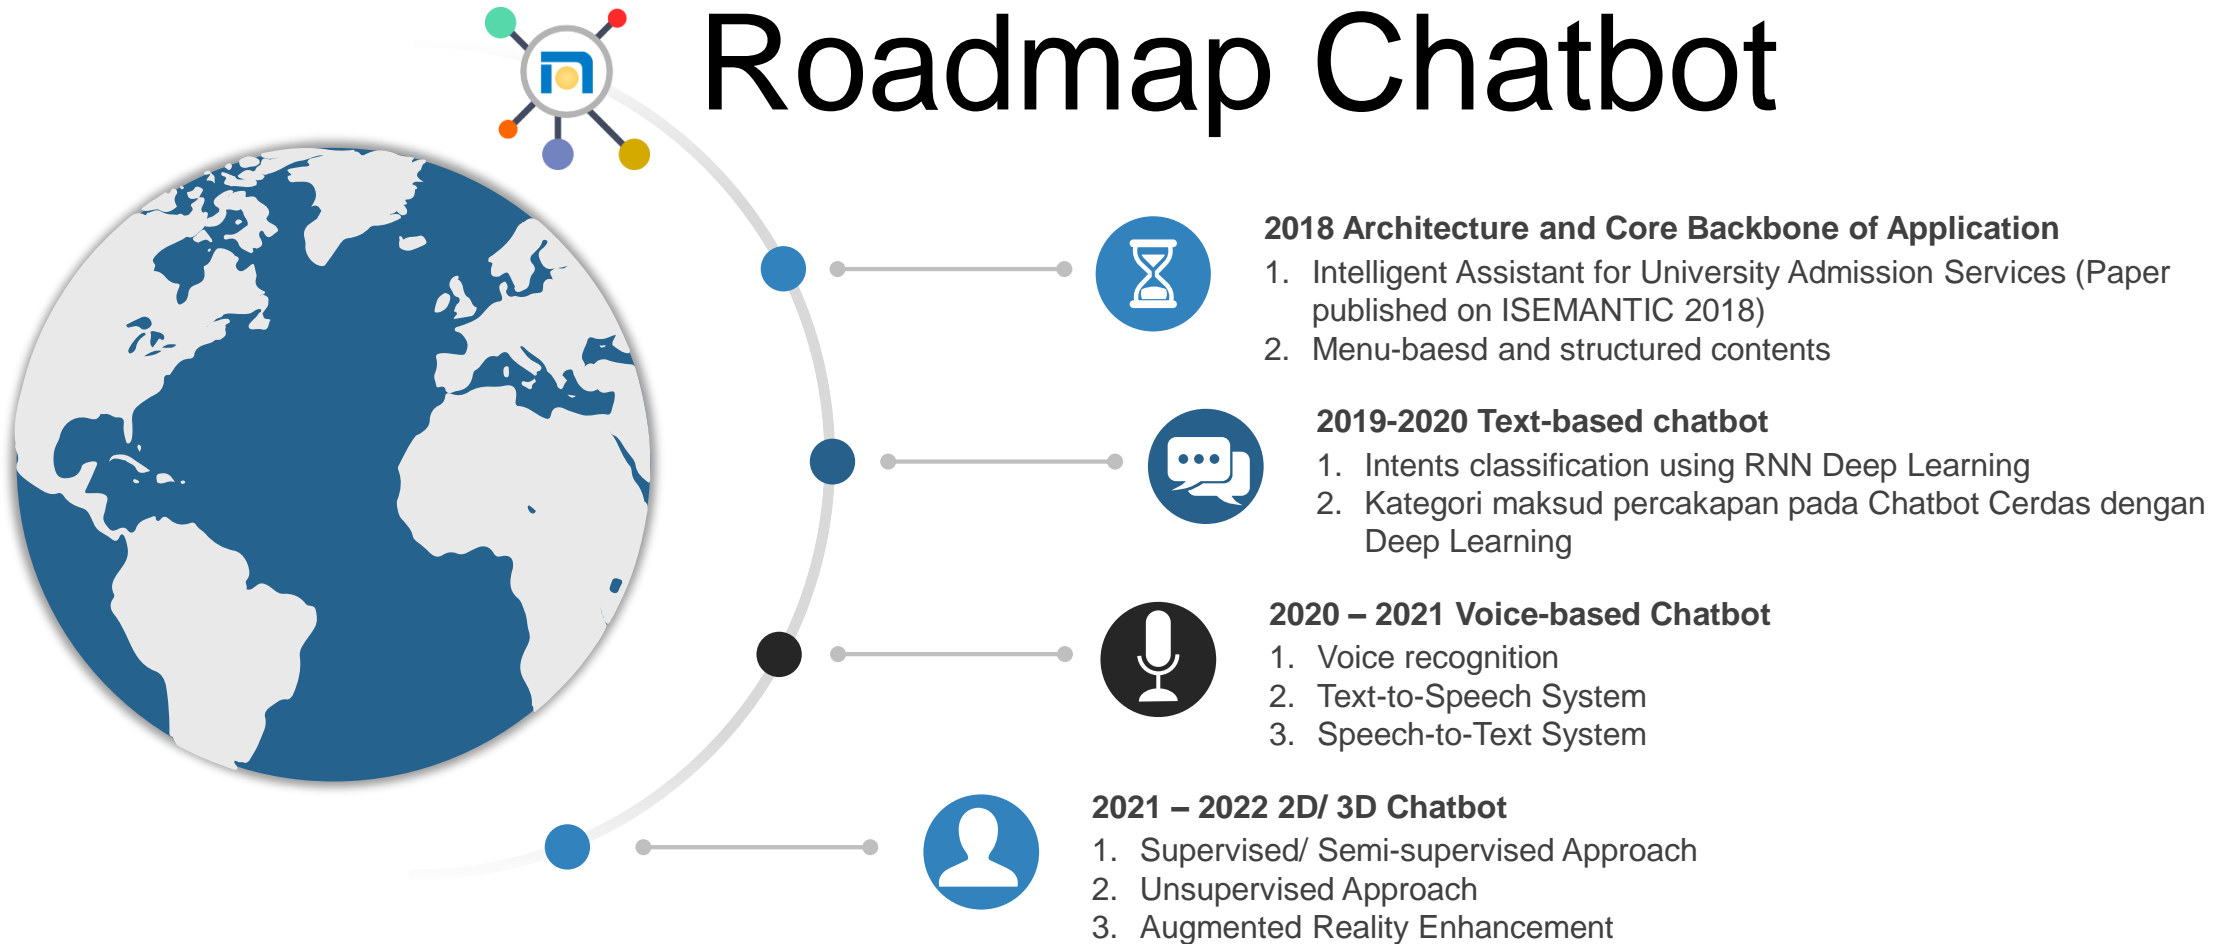 Roadmap Chatbot
2018 Architecture and Core Backbone of Application
1. Intelligent Assistant for University Admission Services (Paper
published on ISEMANTIC 2018)
2. Menu-baesd and structured contents
2019-2020 Text-based chatbot
1. Intents classification using RNN Deep Learning
2. Kategori maksud percakapan pada Chatbot Cerdas dengan
Deep Learning
2020 – 2021 Voice-based Chatbot
1. Voice recognition
2. Text-to-Speech System
3. Speech-to-Text System
2021 – 2022 2D/ 3D Chatbot
1. Supervised/ Semi-supervised Approach
2. Unsupervised Approach
3. Augmented Reality Enhancement